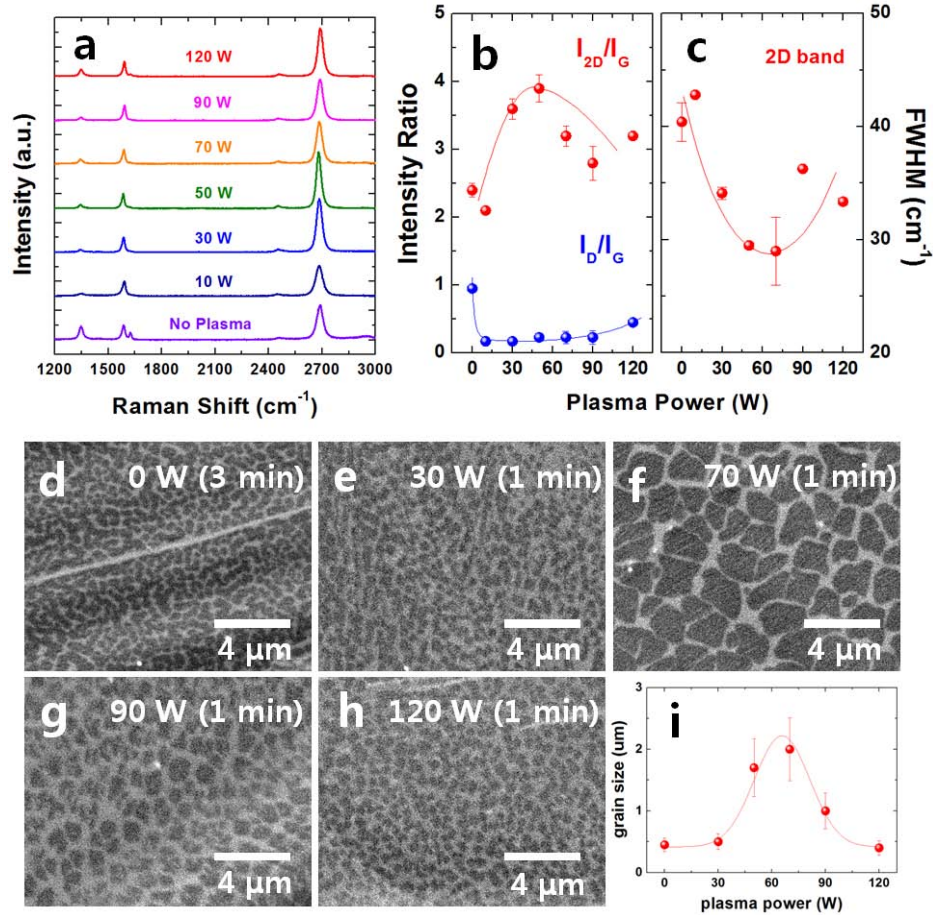 a
120 W
90 W
70 W
50 W
30 W
10 W
No Plasma
Intensity (a.u.)
1200 1500 1800 2100 2400 2700 3000
Raman Shift (cm-1)
b
I2D/IG
ID/IG
Intensity Ratio
5
4
3
2
1
0
0 30 60 90 120
c
2D band
50
40
30
20
FWHM (cm-1)
0 30 60 90 120
Plasma Power (W)
d
0 W (3 min)
4 μm
e
30 W (1 min)
4 μm
f
70 W (1 min)
4 μm
g
90 W (1 min)
4 μm
h
120 W (1 min)
4 μm
i
grain size (um)
3
2
1
0
0 30 60 90 120
plasma power (W)